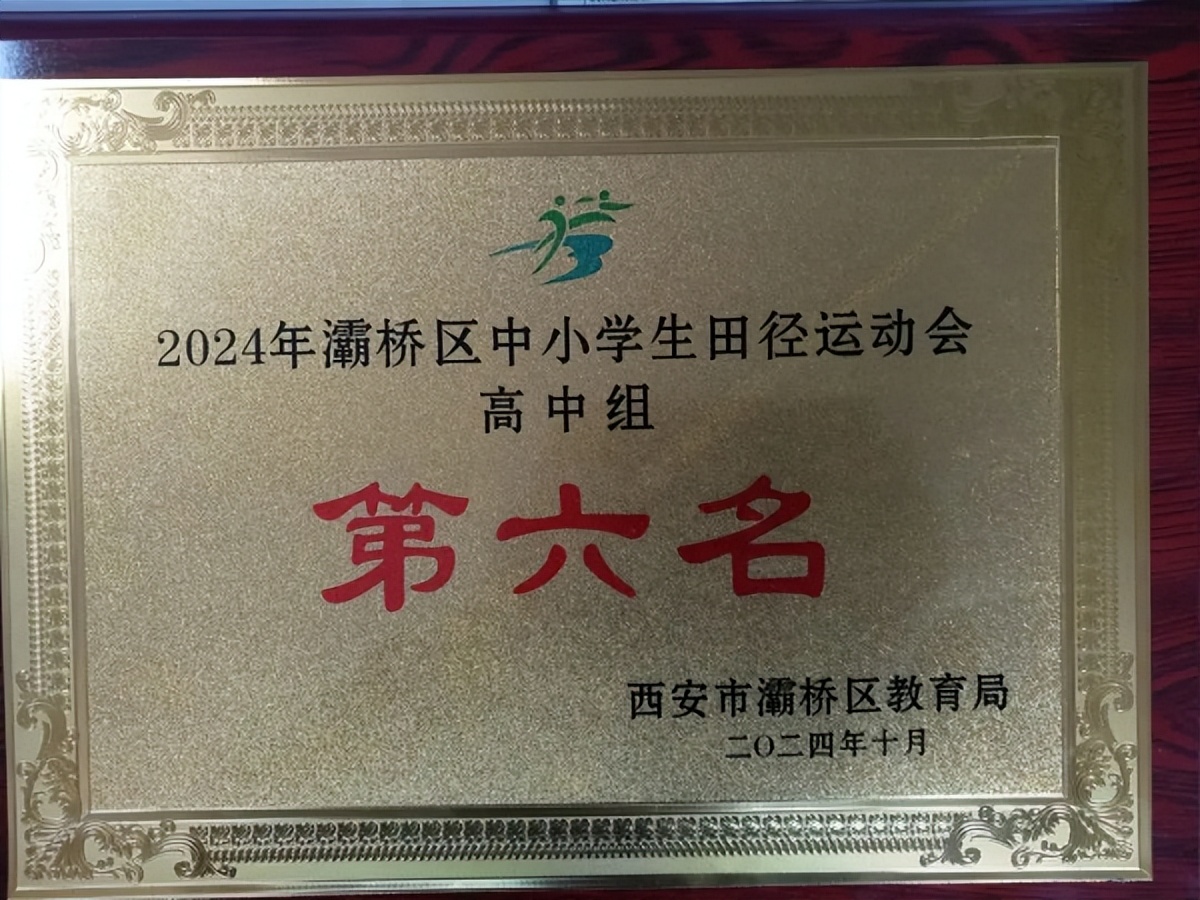 2024年灞桥区中小学生田径运动会
高中组
第六名
西安市灞桥区教育局
二〇二四年十月